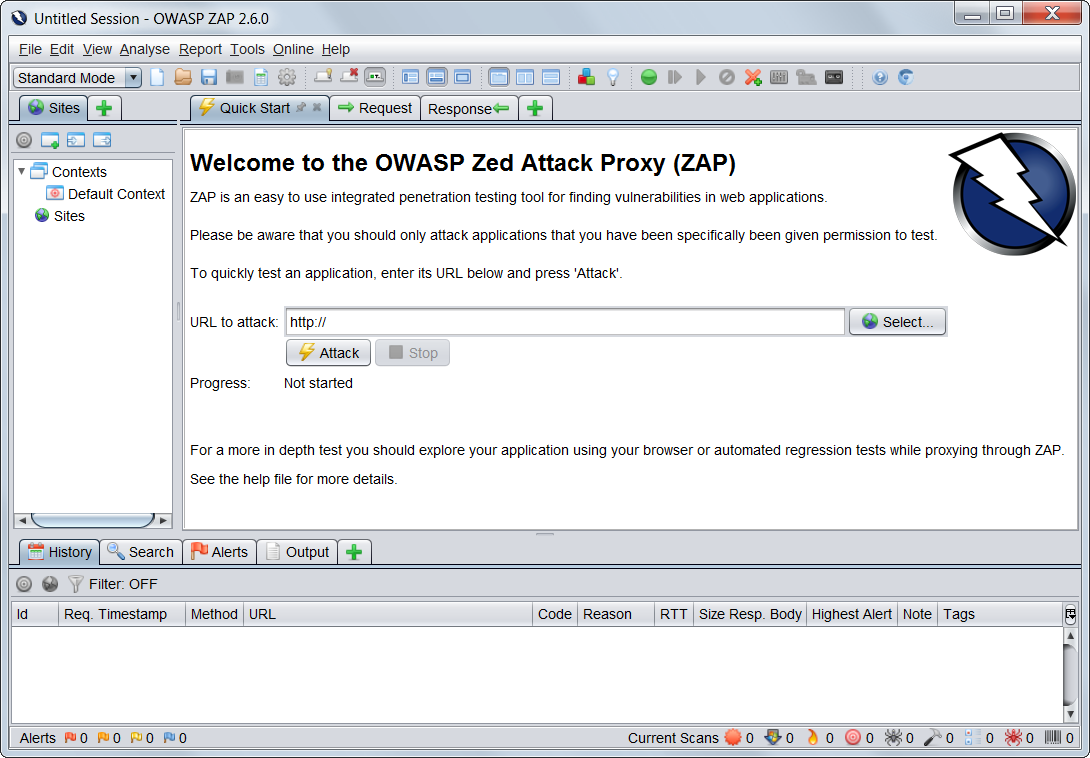 Untitled Session - OWASP ZAP 2.6.0
File Edit View Analyse Report Tools Online Help
Standard Mode
Sites
Quick Start
Request
Response
Contexts
Default Context
Sites
Welcome to the OWASP Zed Attack Proxy (ZAP)
ZAP is an easy to use integrated penetration testing tool for finding vulnerabilities in web applications.
Please be aware that you should only attack applications that you have been specifically been given permission to test.
To quickly test an application, enter its URL below and press 'Attack'.
URL to attack: http:// Select...
Attack Stop
Progress: Not started
For a more in depth test you should explore your application using your browser or automated regression tests while proxying through ZAP.
See the help file for more details.
History Search Alerts Output
Filter: OFF
Id Req. Timestamp Method URL Code Reason RTT Size Resp. Body Highest Alert Note Tags
Alerts 0 0 0 0 Current Scans 0 0 0 0 0 0 0 0 0